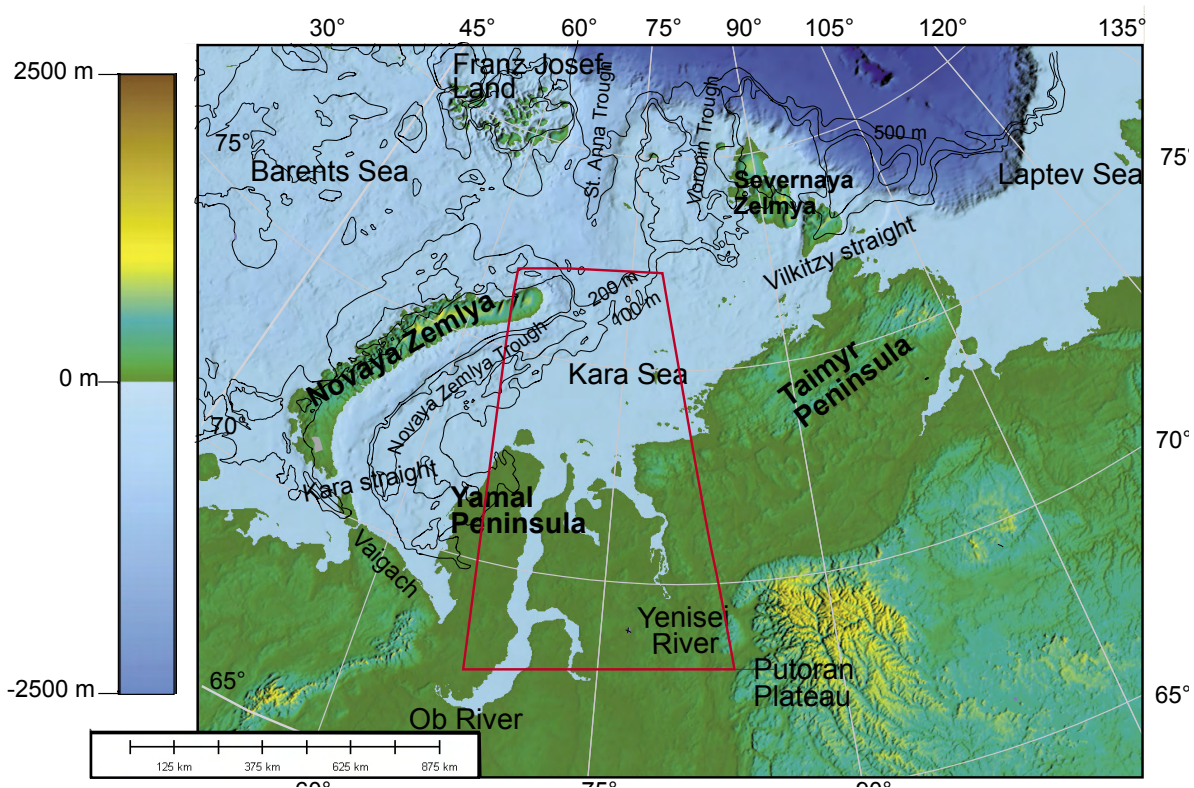 30°
45°
60°
75°
90°
105°
120°
135°
2500 m
0 m
-2500 m
Franz-Josef
Land
75°
Barents Sea
St. Anna Trough
Voronin Trough
500 m
75°
Laptev Sea
Severnaya
Zelmya
Vilkitzy straight
200 m
100 m
Novaya Zemlya
Novaya Zemlya Trough
Kara Sea
Taimyr
Peninsula
70°
70°
Kara straight
Yamal
Peninsula
Vaigach
Yenisei
River
Putoran
Plateau
65°
65°
Ob River
125 km
375 km
625 km
875 km
60°
75°
90°